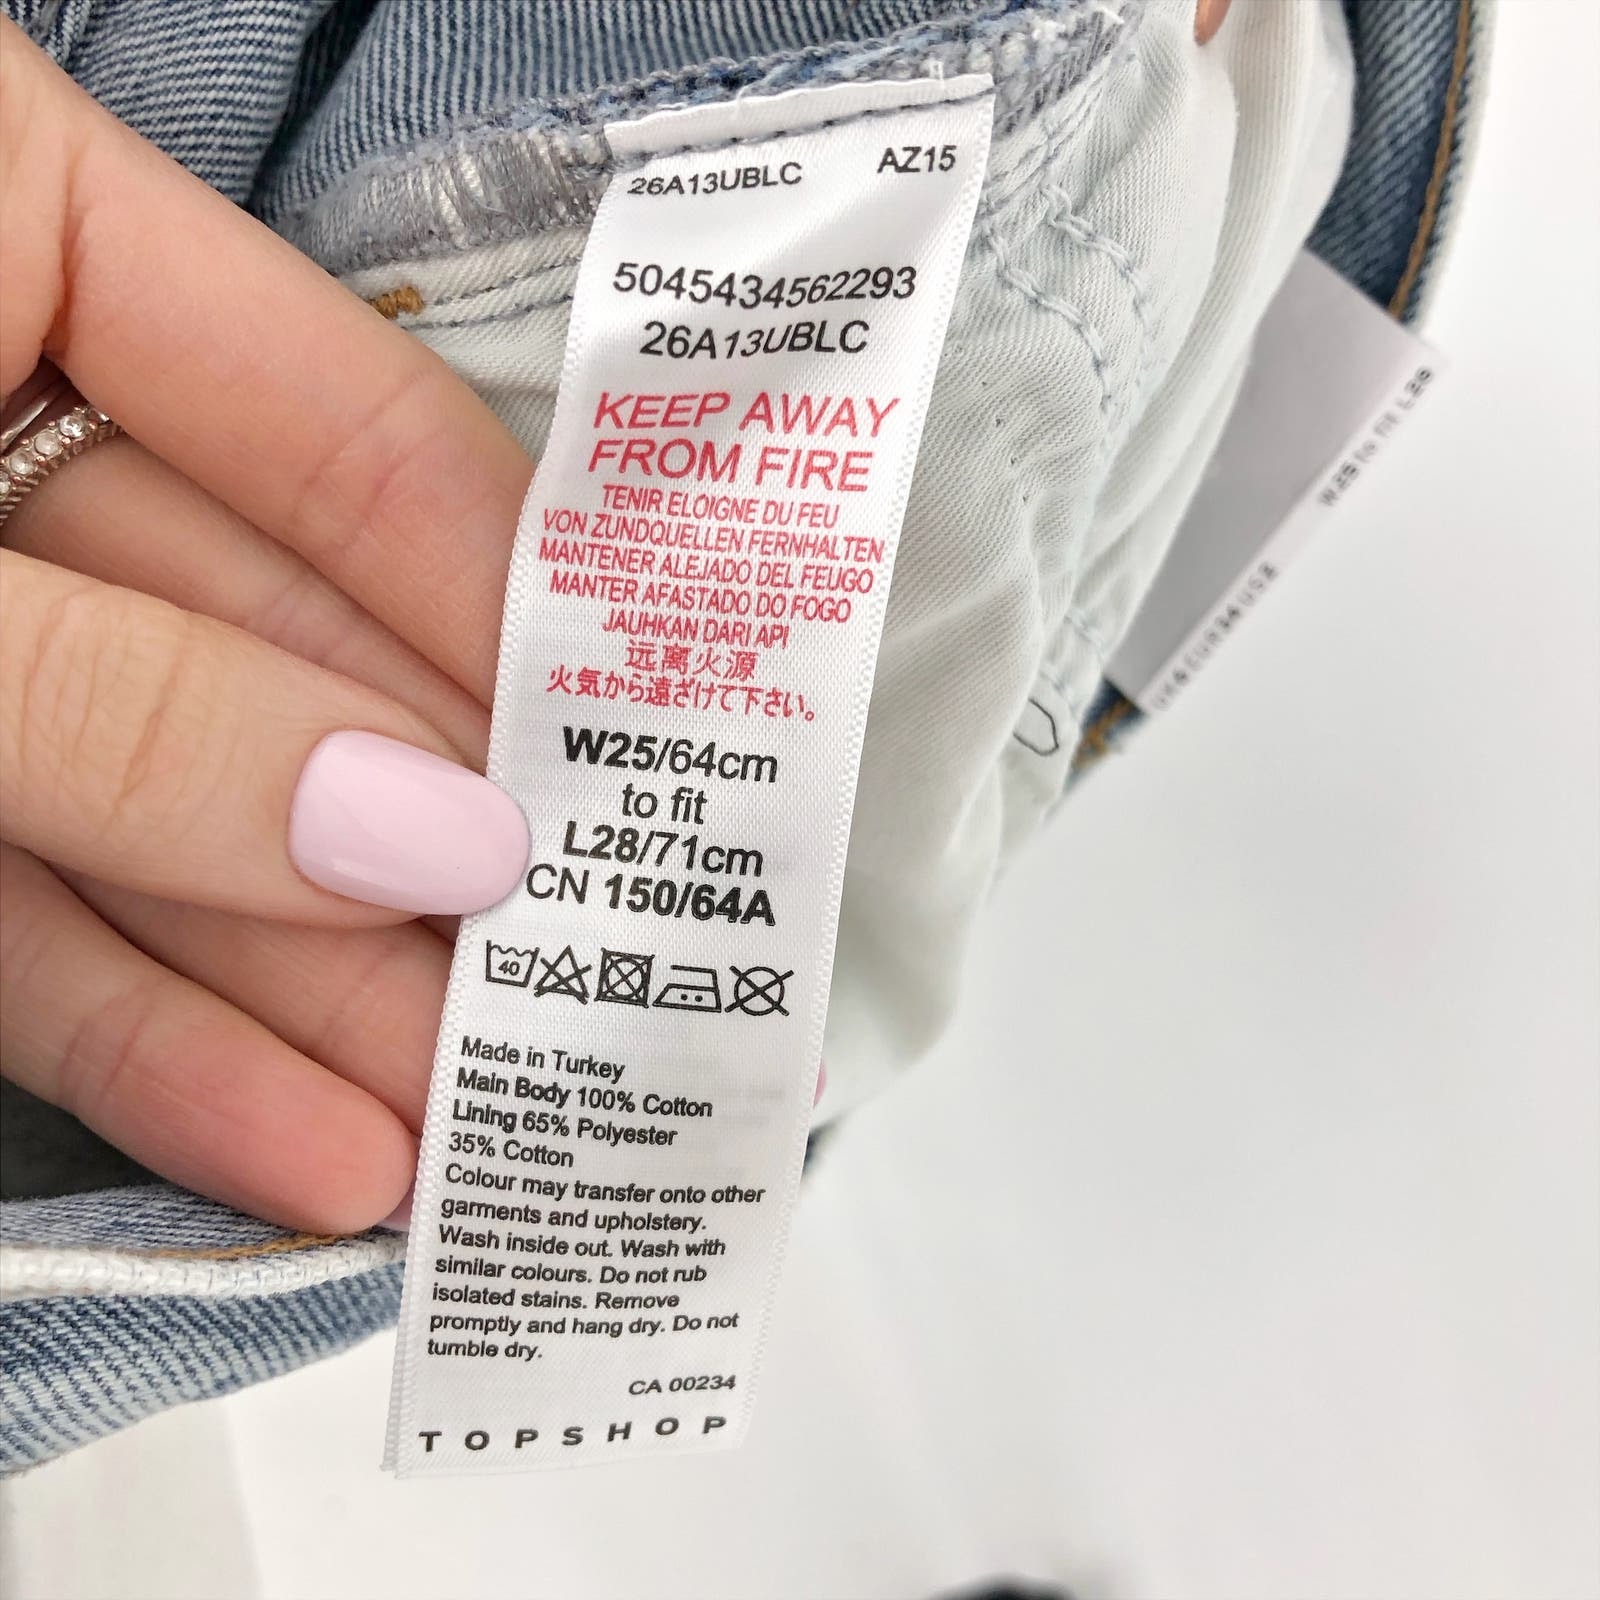 26A13UBLC AZ15
5045434562293
26A13UBLC
KEEP AWAY
FROM FIRE
TENIR ELOIGNE DU FEU
VON ZUNDQUELLEN FERNHALTEN
MANTENER ALEJADO DEL FEUGO
MANTER AFASTADO DO FOGO
JAUHKAN DARI API
远离火源
火気から遠ざけて下さい。
W25/64cm
to fit
L28/71cm
CN 150/64A
40
Made in Turkey
Main Body 100% Cotton
Lining 65% Polyester
35% Cotton
Colour may transfer onto other
garments and upholstery.
Wash inside out. Wash with
similar colours. Do not rub
isolated stains. Remove
promptly and hang dry. Do not
tumble dry.
CA 00234
TOPSHOP
W25 to fit L28